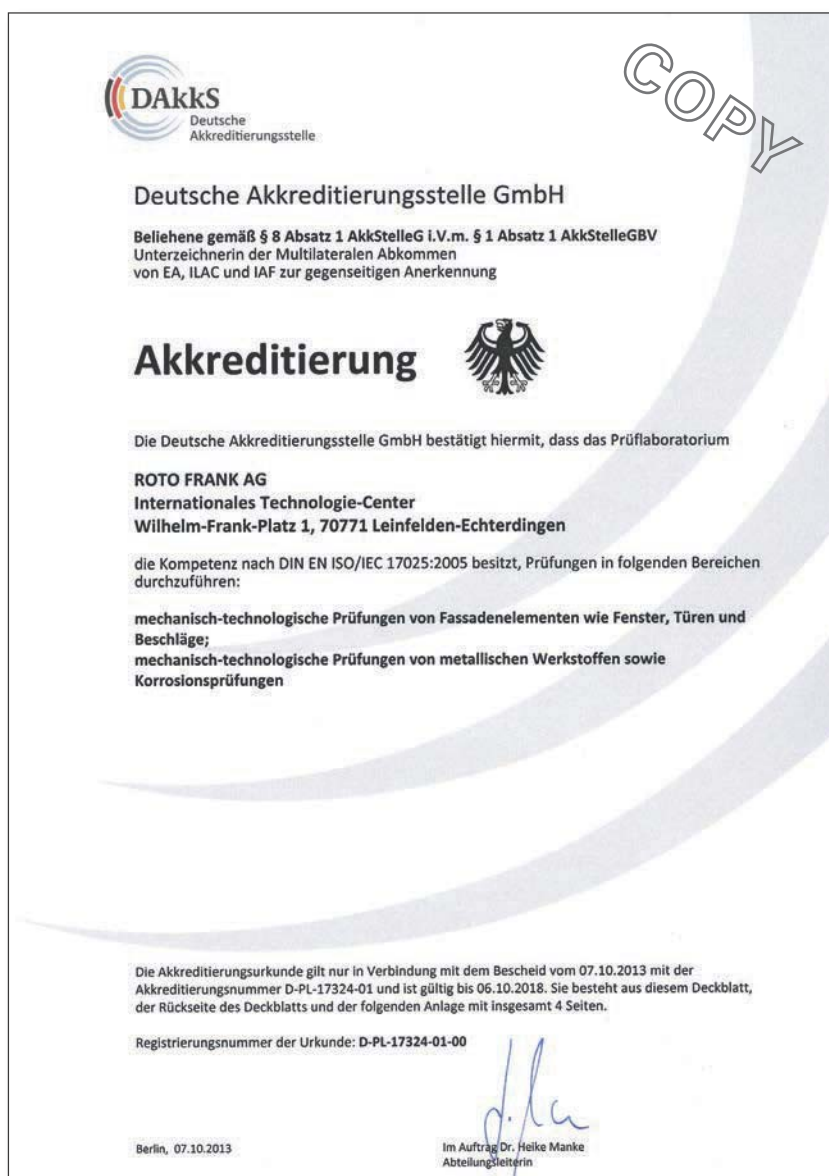 COPY
DAkkS
Deutsche
Akkreditierungsstelle
Deutsche Akkreditierungsstelle GmbH
Beliehene gemäß § 8 Absatz 1 AkkStelleG i.V.m. § 1 Absatz 1 AkkStelleGBV
Unterzeichnerin der Multilateralen Abkommen
von EA, ILAC und IAF zur gegenseitigen Anerkennung
Akkreditierung
Die Deutsche Akkreditierungsstelle GmbH bestätigt hiermit, dass das Prüflaboratorium
ROTO FRANK AG
Internationales Technologie-Center
Wilhelm-Frank-Platz 1, 70771 Leinfelden-Echterdingen
die Kompetenz nach DIN EN ISO/IEC 17025:2005 besitzt, Prüfungen in folgenden Bereichen
durchzuführen:
mechanisch-technologische Prüfungen von Fassadenelementen wie Fenster, Türen und
Beschläge;
mechanisch-technologische Prüfungen von metallischen Werkstoffen sowie
Korrosionsprüfungen
Die Akkreditierungsurkunde gilt nur in Verbindung mit dem Bescheid vom 07.10.2013 mit der
Akkreditierungsnummer D-PL-17324-01 und ist gültig bis 06.10.2018. Sie besteht aus diesem Deckblatt,
der Rückseite des Deckblatts und der folgenden Anlage mit insgesamt 4 Seiten.
Registrierungsnummer der Urkunde: D-PL-17324-01-00
Berlin, 07.10.2013
Im Auftrag Dr. Heike Manke
Abteilungsleiterin